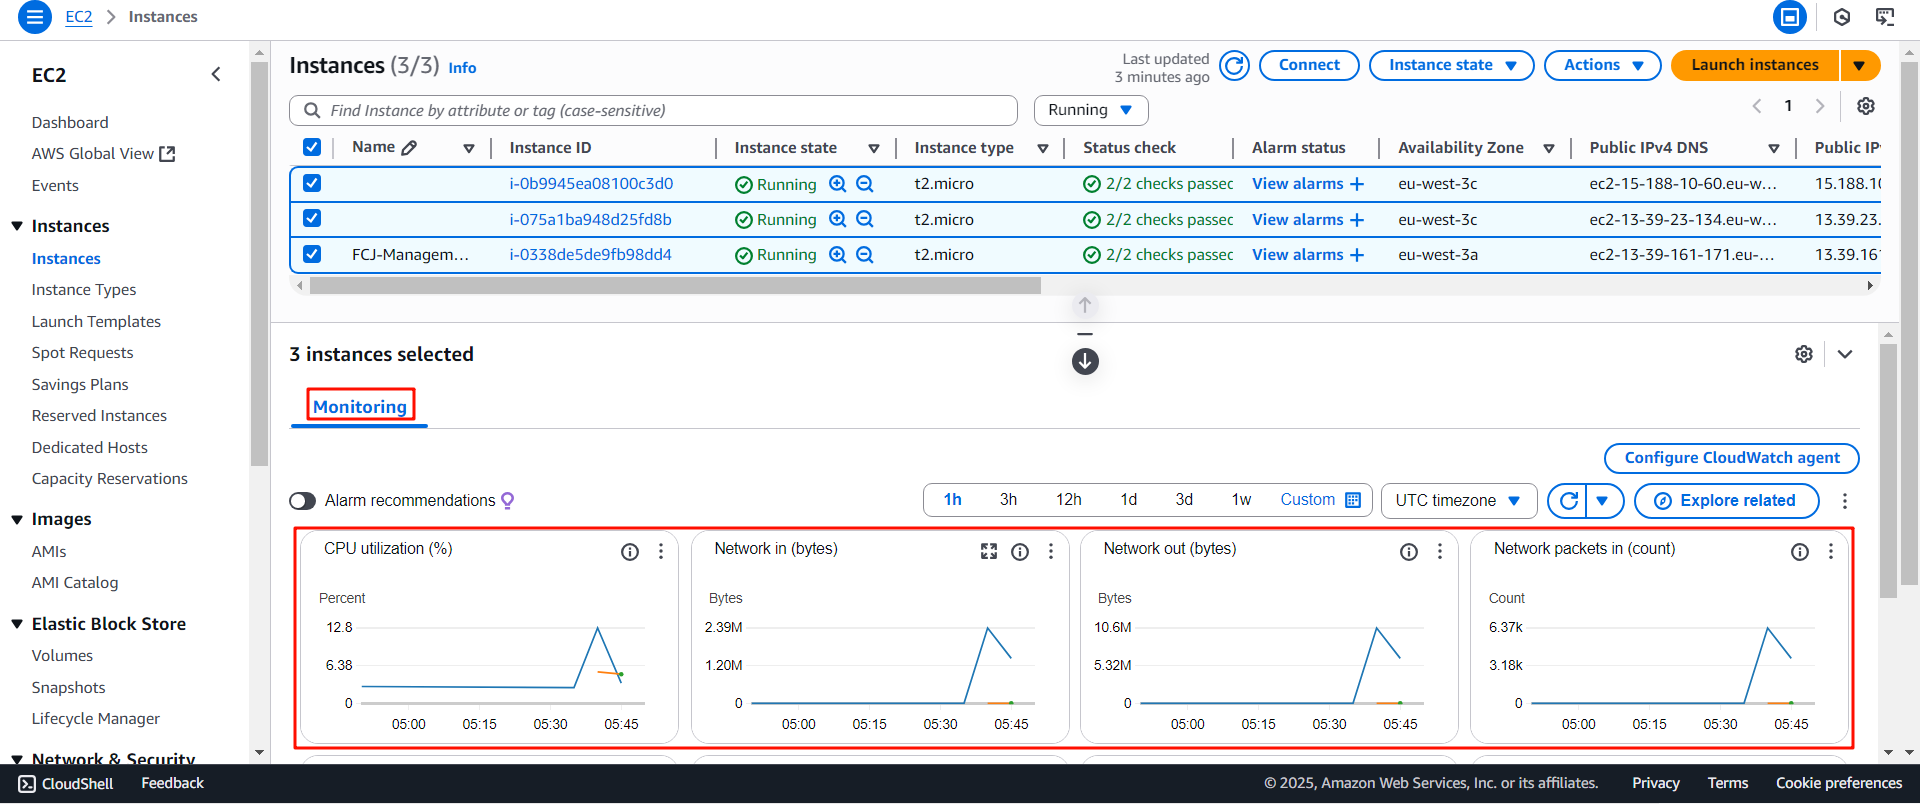 EC2 Instances
EC2
Dashboard
AWS Global View
Events
Instances
Instances
Instance Types
Launch Templates
Spot Requests
Savings Plans
Reserved Instances
Dedicated Hosts
Capacity Reservations
Images
AMIs
AMI Catalog
Elastic Block Store
Volumes
Snapshots
Lifecycle Manager
Network & Security
Instances (3/3) Info
Last updated
3 minutes ago
Connect
Instance state
Actions
Launch instances
Find Instance by attribute or tag (case-sensitive)
Running
1
Name Instance ID Instance state Instance type Status check Alarm status Availability Zone Public IPv4 DNS Public IP
i-0b9945ea08100c3d0 Running t2.micro 2/2 checks passec View alarms + eu-west-3c ec2-15-188-10-60.eu-w... 15.188.10
i-075a1ba948d25fd8b Running t2.micro 2/2 checks passec View alarms + eu-west-3c ec2-13-39-23-134.eu-w... 13.39.23.
FCJ-Managem... i-0338de5de9fb98dd4 Running t2.micro 2/2 checks passec View alarms + eu-west-3a ec2-13-39-161-171.eu-... 13.39.161
3 instances selected
Monitoring
Configure CloudWatch agent
Alarm recommendations
1h 3h 12h 1d 3d 1w Custom
UTC timezone
Explore related
CPU utilization (%)
Percent
12.8
6.38
0
05:00 05:15 05:30 05:45
Network in (bytes)
Bytes
2.39M
1.20M
0
05:00 05:15 05:30 05:45
Network out (bytes)
Bytes
10.6M
5.32M
0
05:00 05:15 05:30 05:45
Network packets in (count)
Count
6.37k
3.18k
0
05:00 05:15 05:30 05:45
CloudShell Feedback © 2025, Amazon Web Services, Inc. or its affiliates. Privacy Terms Cookie preferences